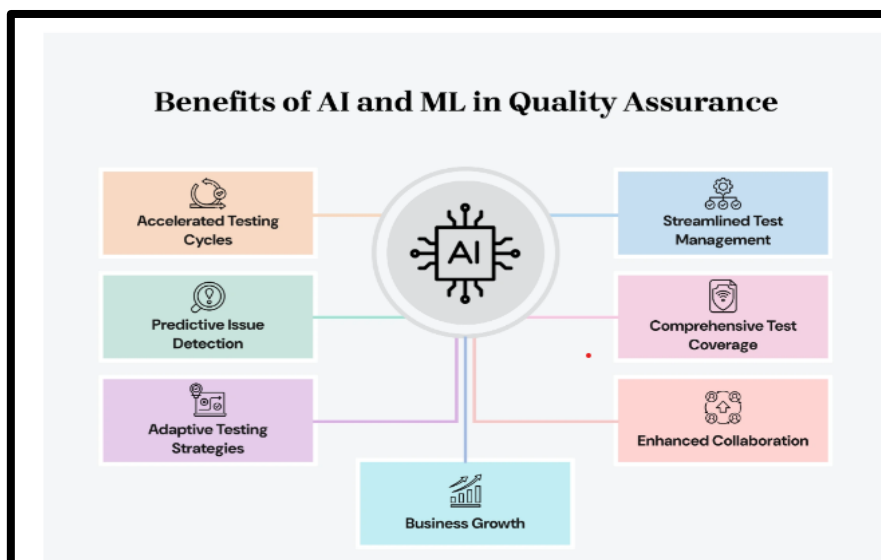 Benefits of AI and ML in Quality Assurance
Accelerated Testing
Cycles
Predictive Issue
Detection
Adaptive Testing
Strategies
AI
Streamlined Test
Management
Comprehensive Test
Coverage
Enhanced Collaboration
Business Growth